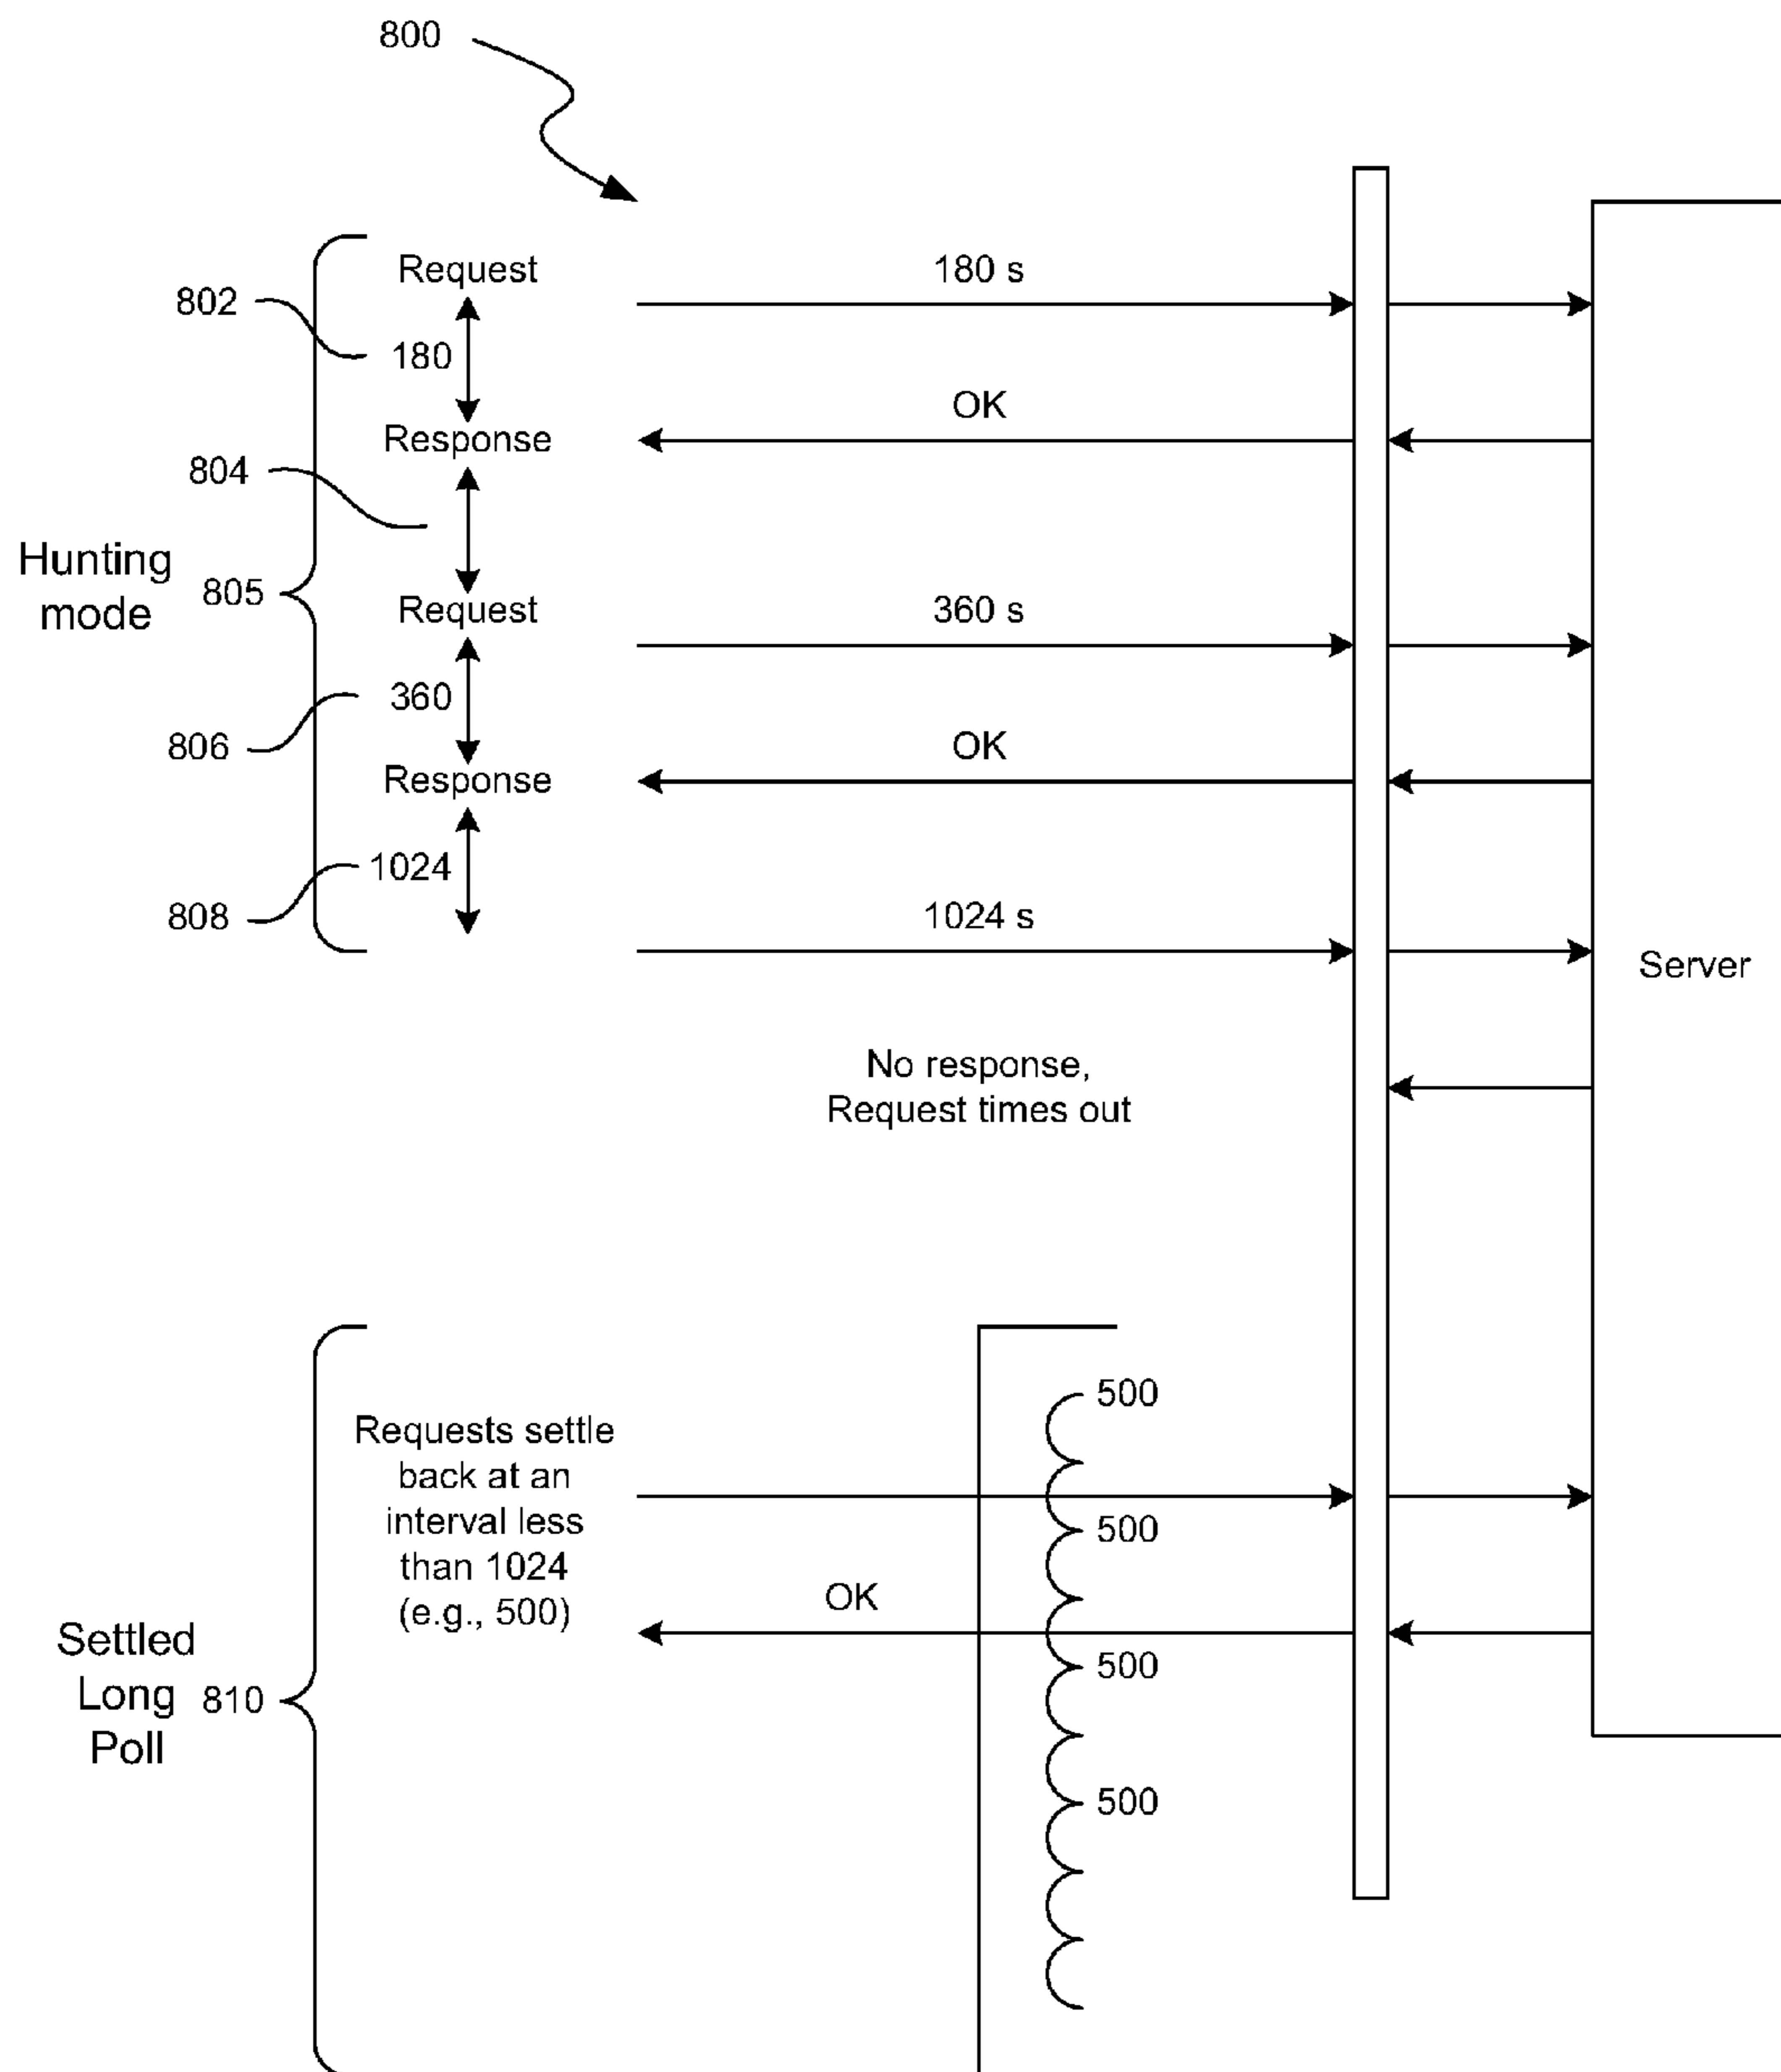 800
Request
180 s
802
180
OK
Response
804
Hunting
mode
805
Request
360 s
806
360
OK
Response
1024
808
1024 s
Server
No response,
Request times out
500
Requests settle
back at an
interval less
than 1024
(e.g., 500)
500
OK
Settled
Long
Poll
810
500
500